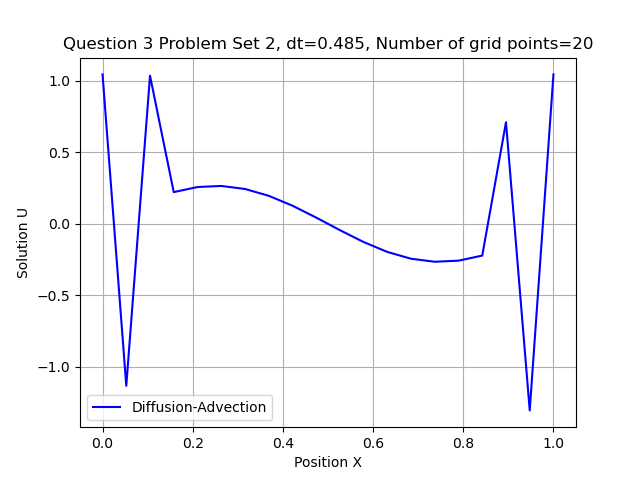 Question 3 Problem Set 2, dt=0.485, Number of grid points=20
1.0
0.5
0.0
−0.5
−1.0
Solution U
Diffusion-Advection
0.0 0.2 0.4 0.6 0.8 1.0
Position X